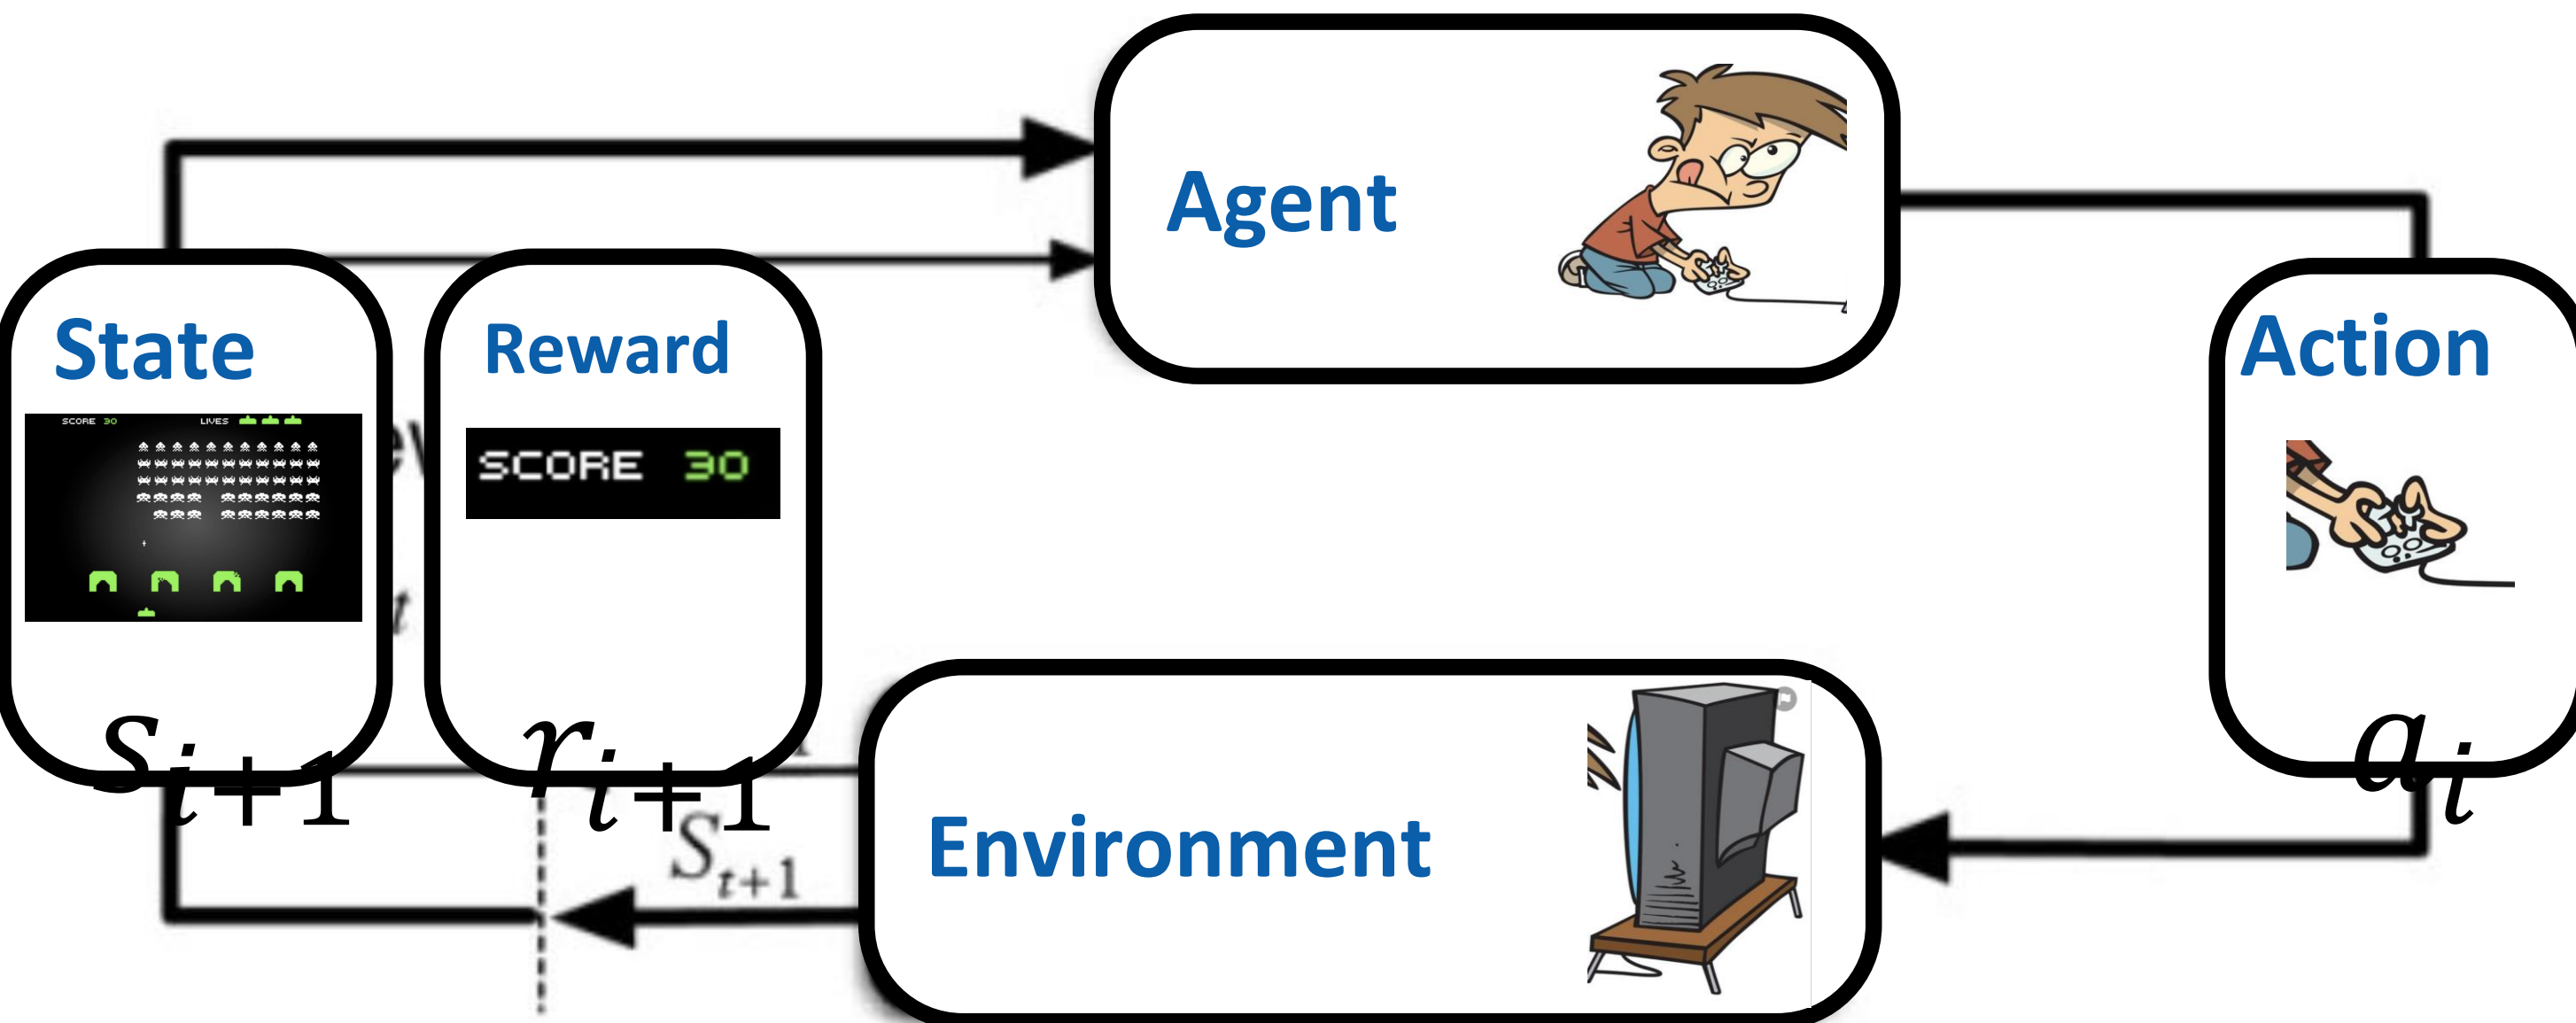 Agent
State
Reward
Action
SCORE 30
LIVES
SCORE 30
s_{i+1}
r_{i+1}
a_i
S_{t+1}
Environment